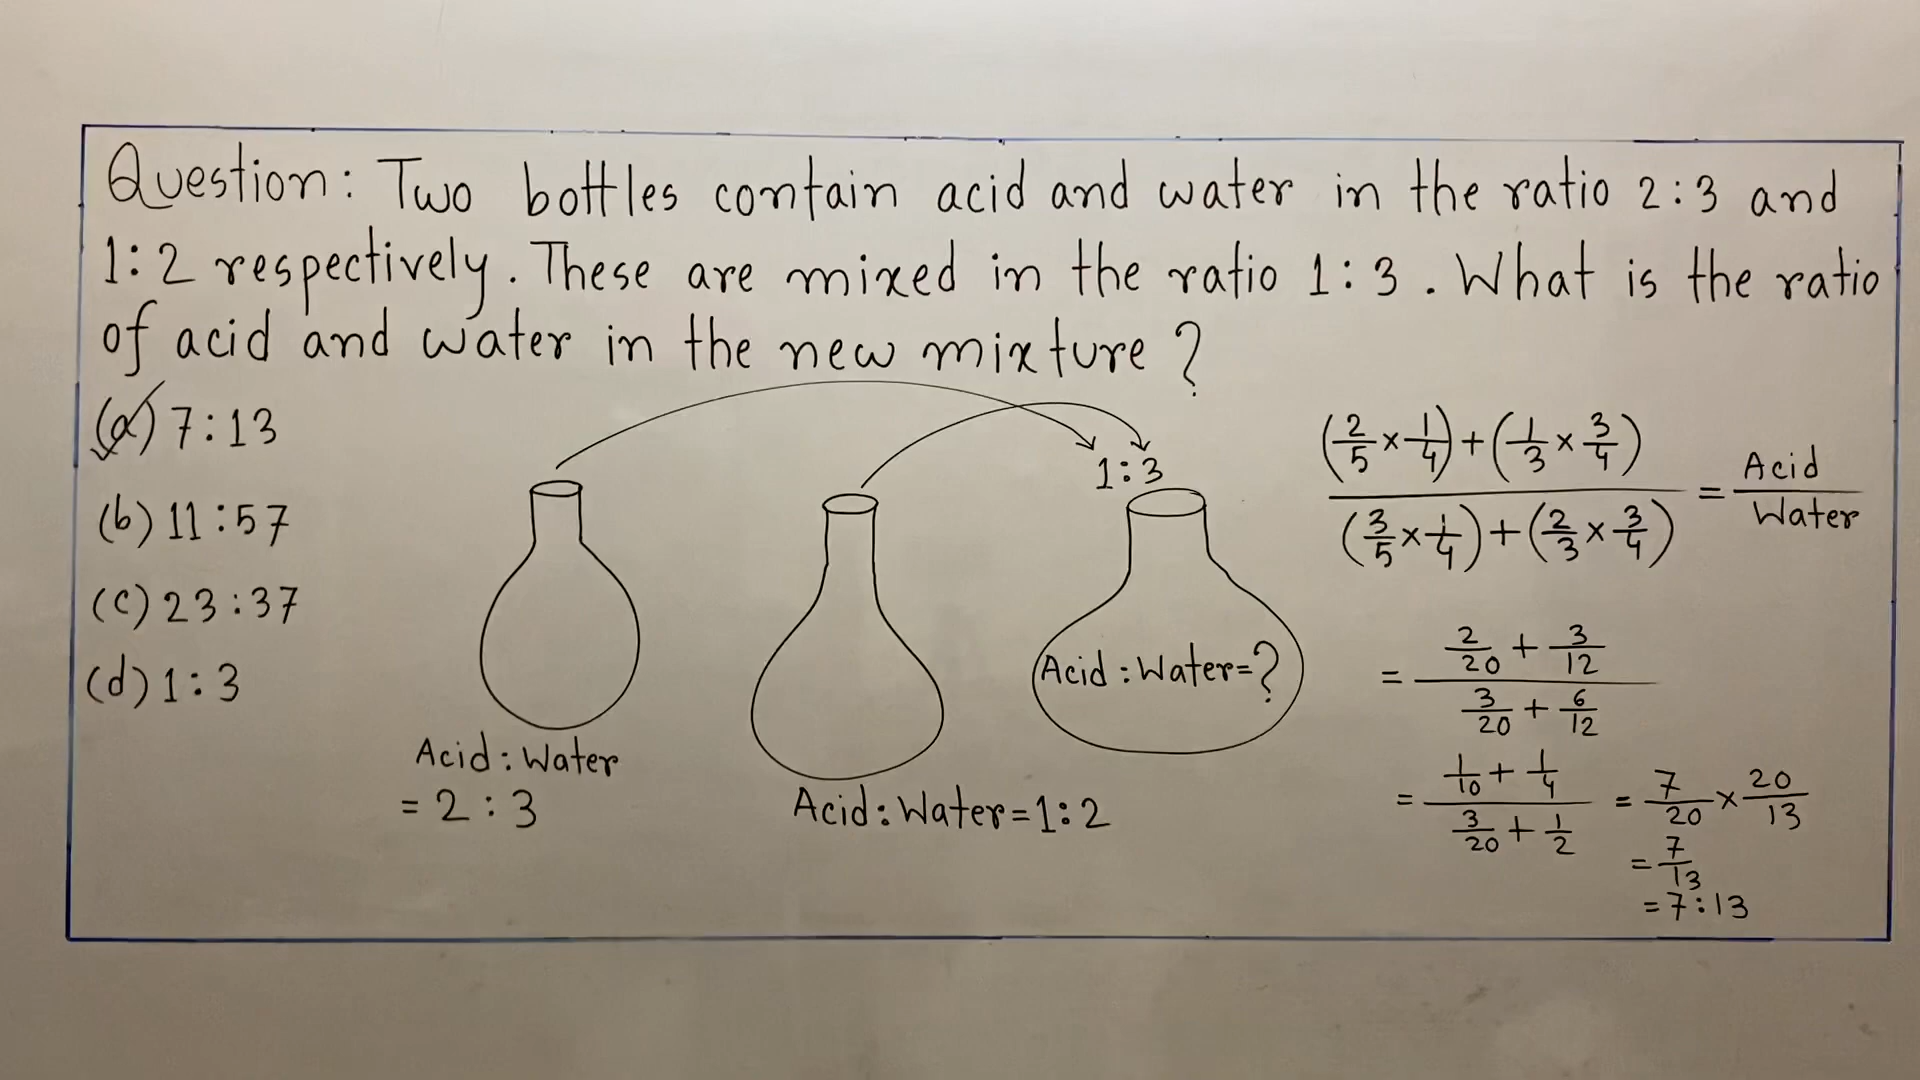 Question: Two bottles contain acid and water in the ratio 2:3 and
1:2 respectively. These are mixed in the ratio 1:3. What is the ratio
of acid and water in the new mixture?
(a) 7:13
(b) 11:57
(c) 23:37
(d) 1:3
Acid:Water
= 2:3
Acid:Water=1:2
1:3
Acid:Water=?
(2/5 × 1/4) + (1/3 × 3/4) / (3/5 × 1/4) + (2/3 × 3/4) = Acid/Water
= 2/20 + 3/12 / 3/20 + 6/12
= 1/10 + 1/4 / 3/20 + 1/2 = 7/20 × 20/13
= 7/13
= 7:13